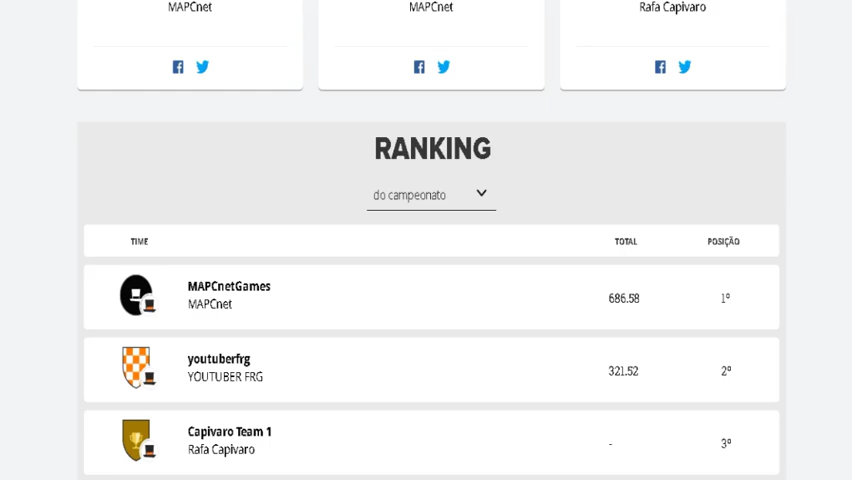 MAPCnet MAPCnet Rafa Capivaro
RANKING
do campeonato
TIME TOTAL POSIÇÃO
MAPCnetGames
MAPCnet
686.58 1º
youtuberfrg
YOUTUBER FRG
321.52 2º
Capivaro Team 1
Rafa Capivaro
- 3º